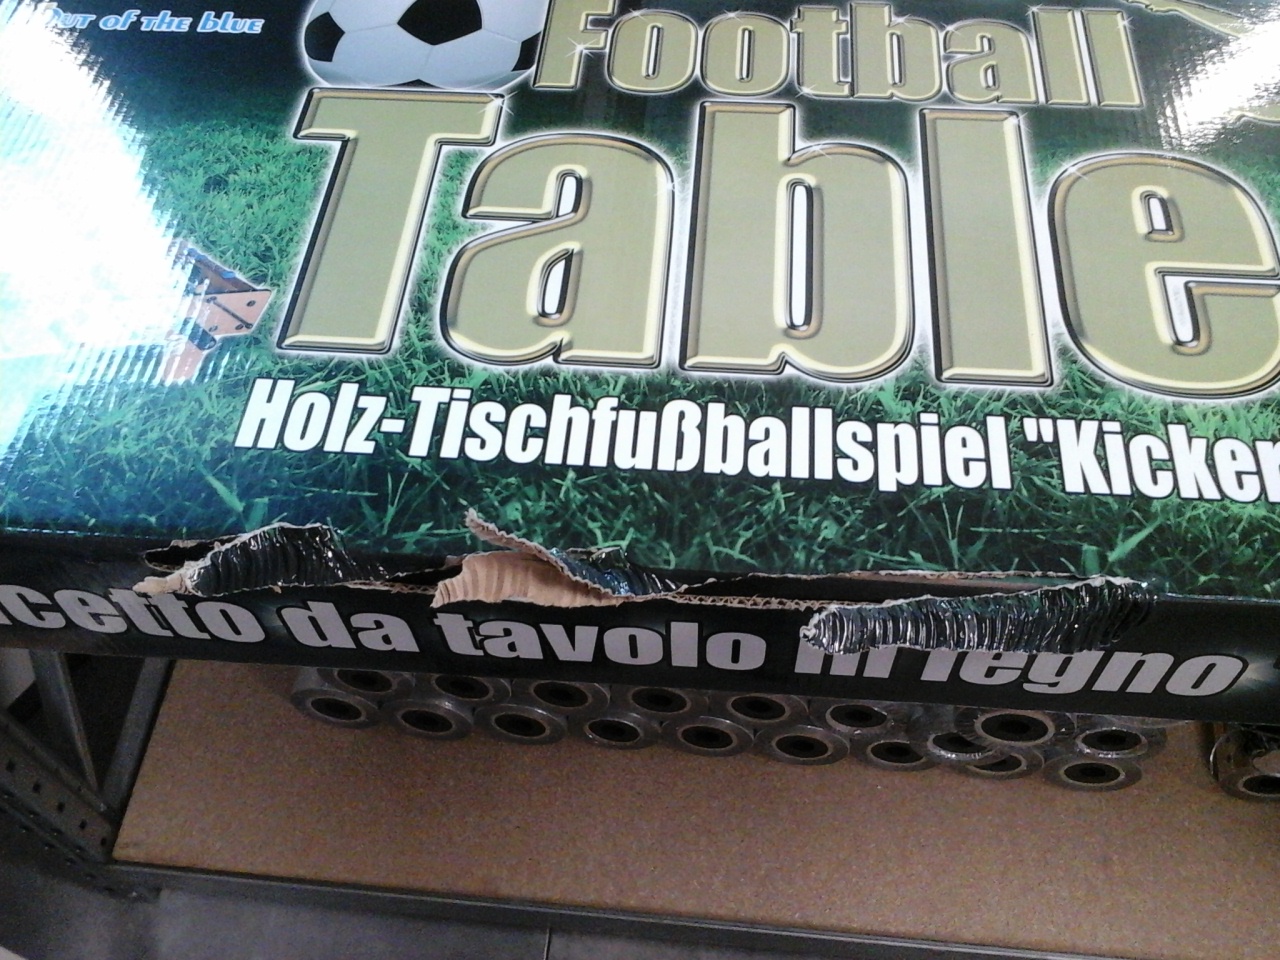 Out of the blue
Football
Table
Holz-Tischfußballspiel "Kicker
cetto da tavolo in legno